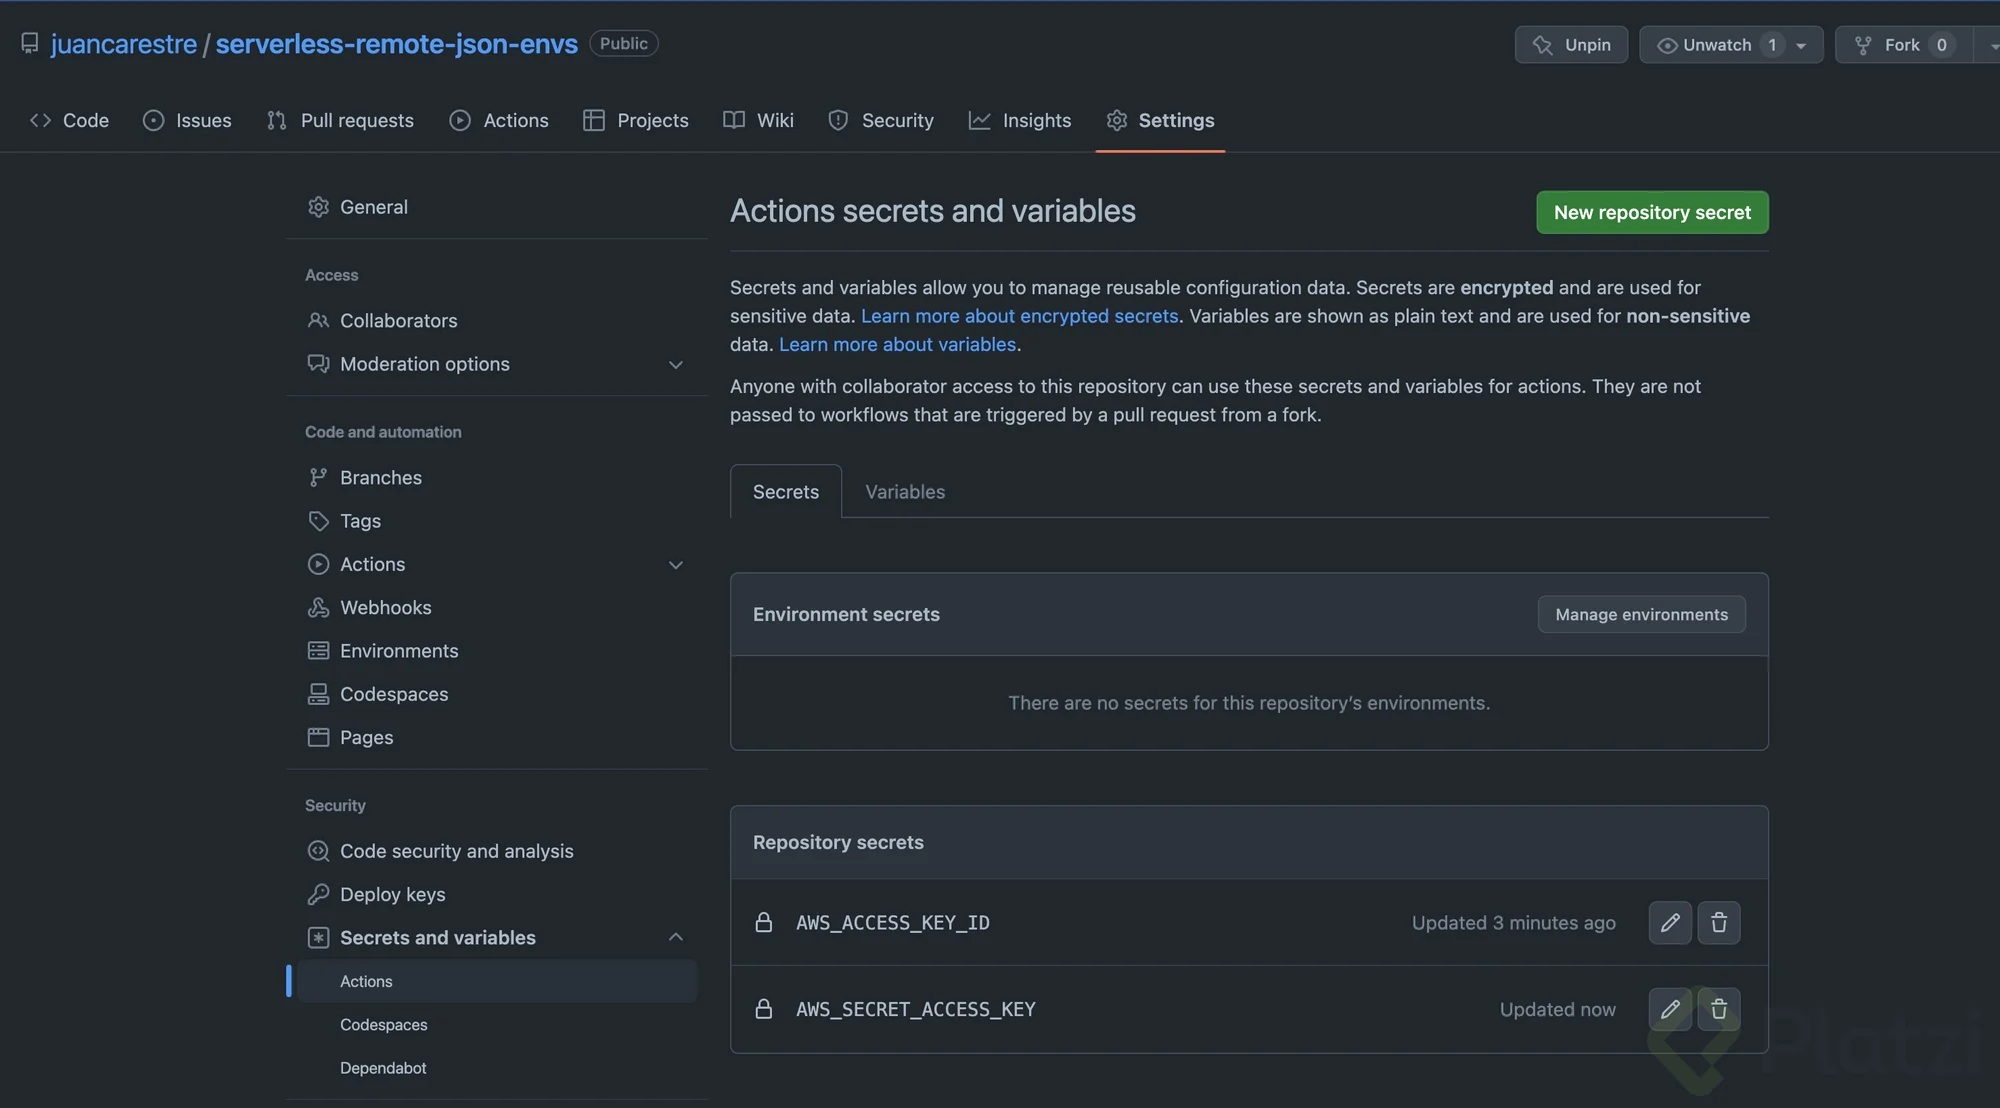 juancarestre / serverless-remote-json-envs Public
Unpin Unwatch 1 Fork 0
Code Issues Pull requests Actions Projects Wiki Security Insights Settings
General
Access
Collaborators
Moderation options
Code and automation
Branches
Tags
Actions
Webhooks
Environments
Codespaces
Pages
Security
Code security and analysis
Deploy keys
Secrets and variables
Actions
Codespaces
Dependabot
Actions secrets and variables
New repository secret
Secrets and variables allow you to manage reusable configuration data. Secrets are encrypted and are used for
sensitive data. Learn more about encrypted secrets. Variables are shown as plain text and are used for non-sensitive
data. Learn more about variables.
Anyone with collaborator access to this repository can use these secrets and variables for actions. They are not
passed to workflows that are triggered by a pull request from a fork.
Secrets Variables
Environment secrets
Manage environments
There are no secrets for this repository's environments.
Repository secrets
AWS_ACCESS_KEY_ID Updated 3 minutes ago
AWS_SECRET_ACCESS_KEY Updated now
Platzi